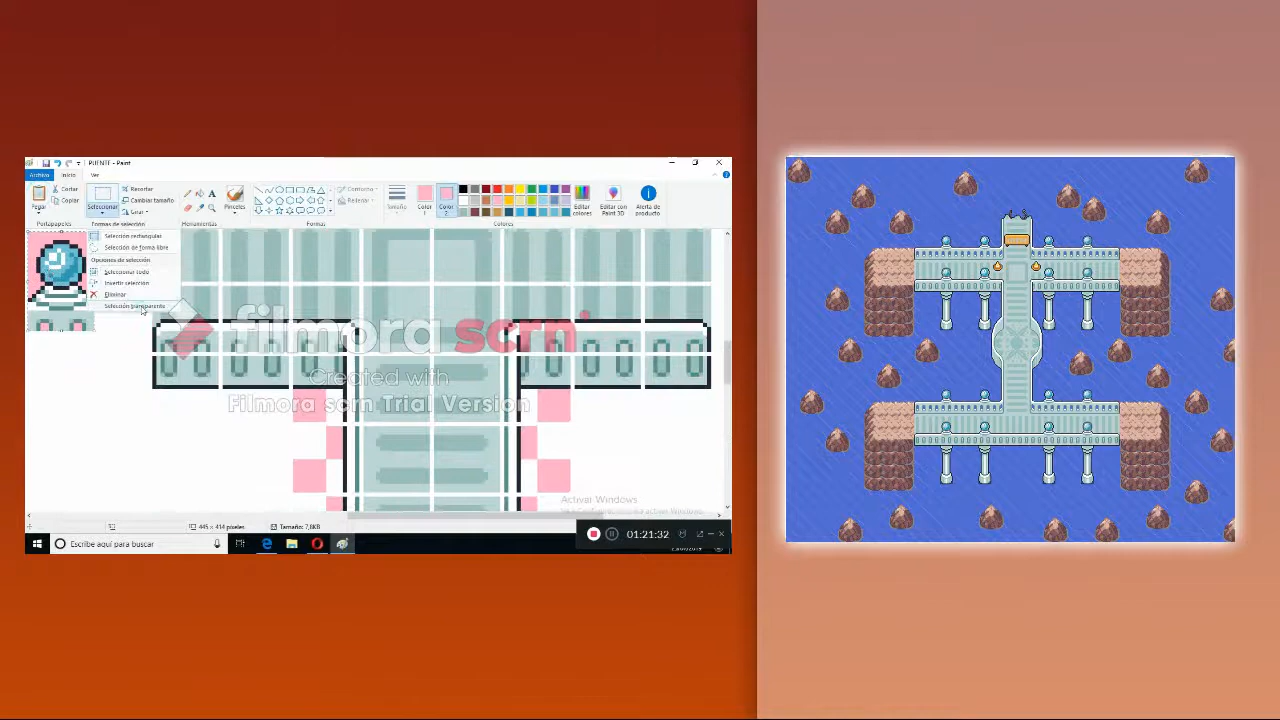 PUENTE - Paint
Archivo Inicio Ver
Pegar
Cortar
Copiar
Portapapeles
Seleccionar
Recortar
Cambiar tamaño
Girar
Herramientas
Pinceles
Formas
Contorno
Rellenar
Tamaño
Color 1
Color 2
Colores
Editar colores
Editar con Paint 3D
Alerta de producto
Formas de selección
Selección rectangular
Selección de forma libre
Opciones de selección
Seleccionar todo
Invertir selección
Eliminar
Selección transparente
filmora scrn
Created with
Filmora scrn Trial Version
Activar Windows
445 × 414 píxeles
Tamaño: 7,8KB
01:21:32
Escribe aquí para buscar